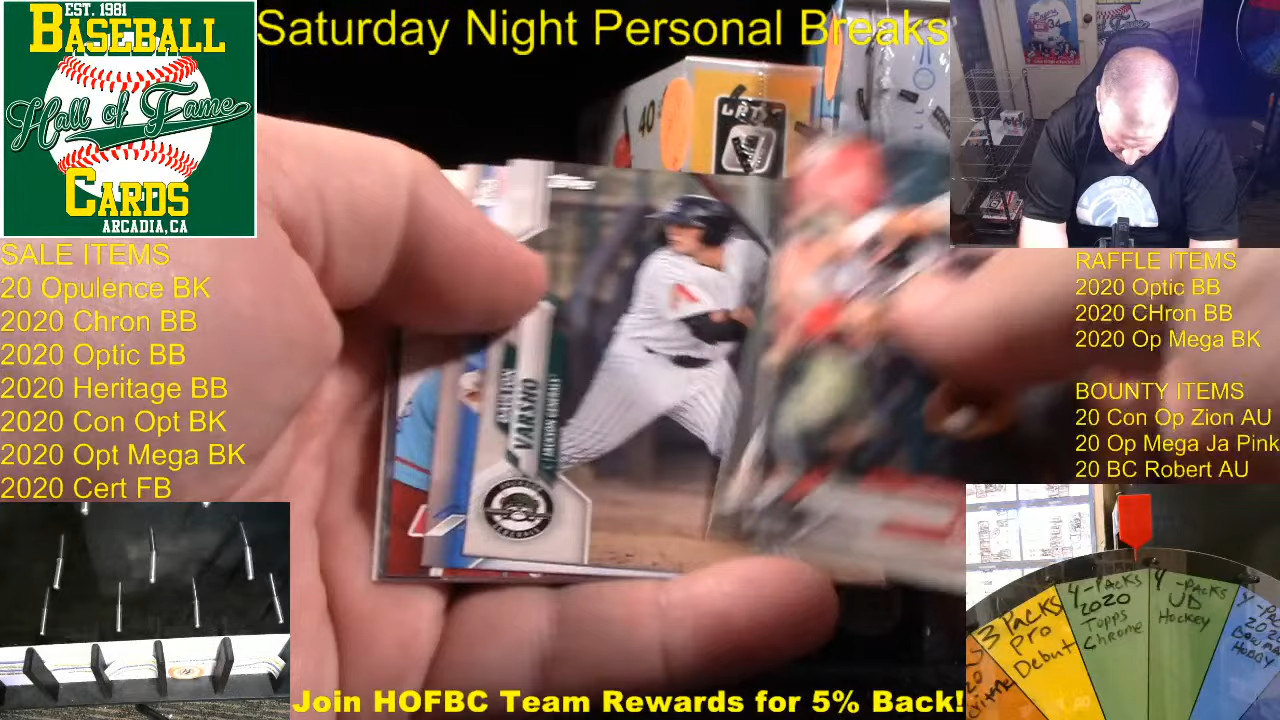 EST. 1981
BASEBALL
Hall of Fame
CARDS
ARCADIA, CA
Saturday Night Personal Breaks
SALE ITEMS
20 Opulence BK
2020 Chron BB
2020 Optic BB
2020 Heritage BB
2020 Con Opt BK
2020 Opt Mega BK
2020 Cert FB
40
VARSHO
JACKSON GENERALS
RAFFLE ITEMS
2020 Optic BB
2020 CHron BB
2020 Op Mega BK
BOUNTY ITEMS
20 Con Op Zion AU
20 Op Mega Ja Pink
20 BC Robert AU
3 PACKS
PRO
DEBUT
4-PACKS
2020
TOPPS
CHROME
4-PACKS
UD
HOCKEY
Join HOFBC Team Rewards for 5% Back!